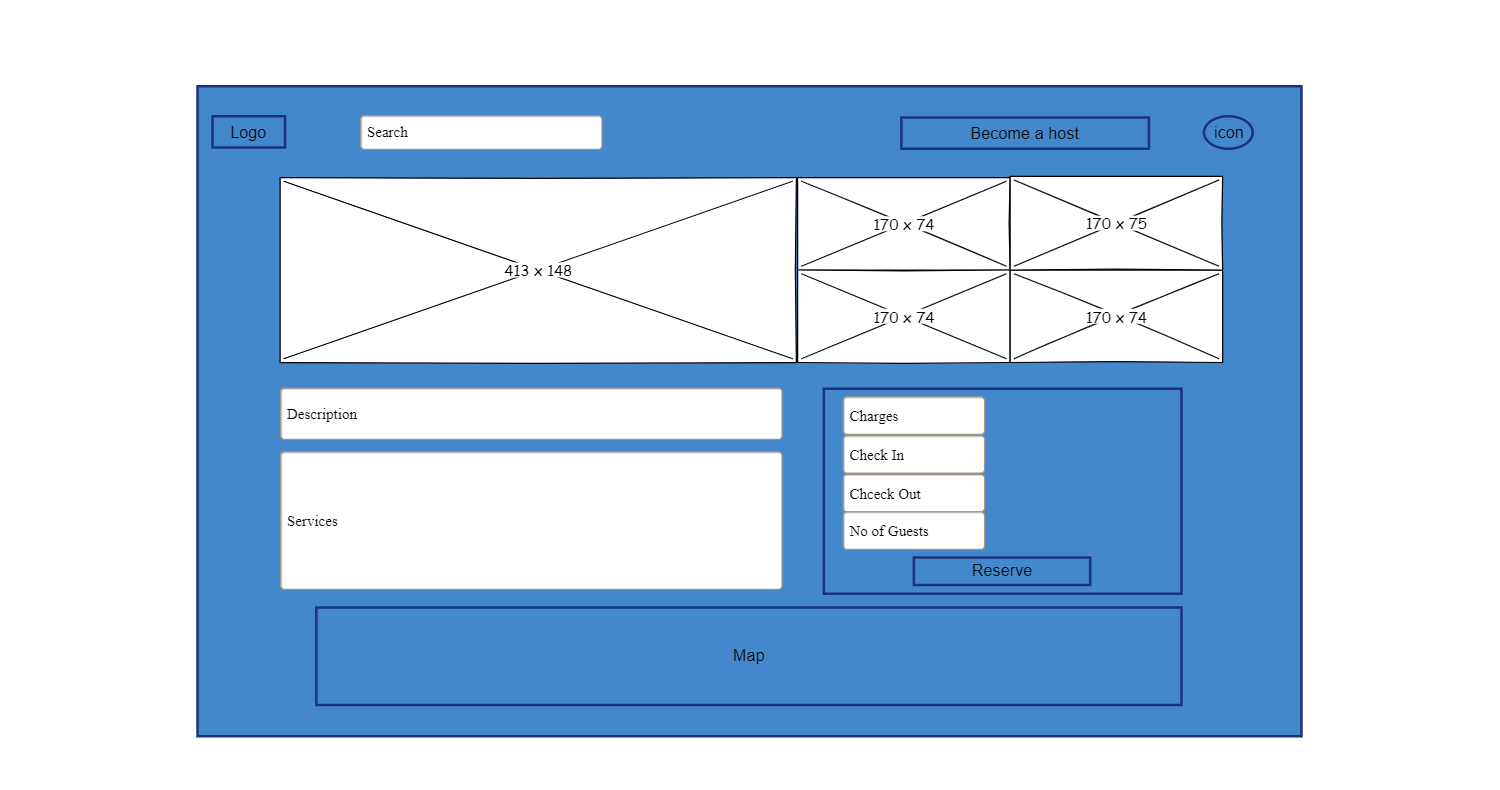 Logo
Search
Become a host
icon
413 x 148
170 x 74
170 x 75
170 x 74
170 x 74
Description
Services
Charges
Check In
Chceck Out
No of Guests
Reserve
Map